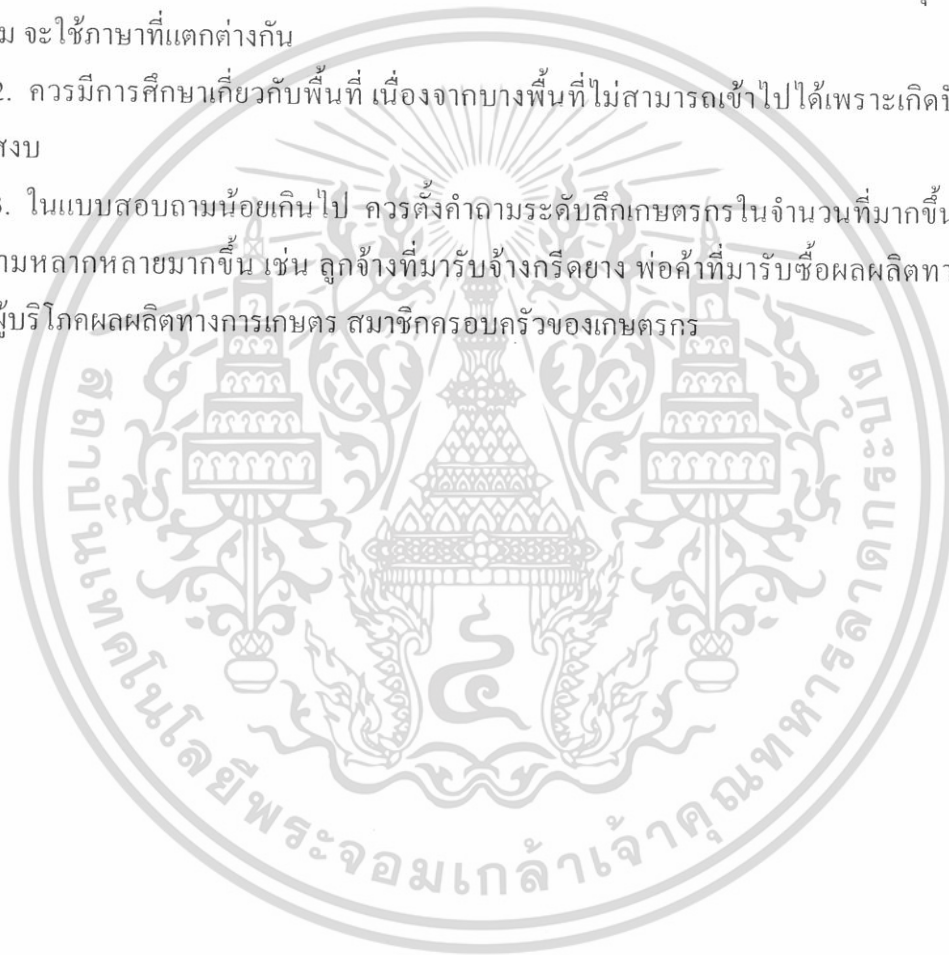 ม จะใช้ภาษาที่แตกต่างกัน
2. ควรมีการศึกษาเกี่ยวกับพื้นที่ เนื่องจากบางพื้นที่ไม่สามารถเข้าไปได้เพราะเกิด
สงบ
. ในแบบสอบถามน้อยเกินไป ควรตั้งคำถามระดับลึกเกษตรกรในจำนวนที่มากขึ้น
ามหลากหลายมากขึ้น เช่น ลูกจ้างที่มารับจ้างกรีดยาง พ่อค้าที่มารับซื้อผลผลิตทา
ผู้บริโภคผลผลิตทางการเกษตร สมาชิกครอบครัวของเกษตรกร
สถาบันเทคโนโลยีพระจอมเกล้าเจ้าคุณทหารลาดกระบัง